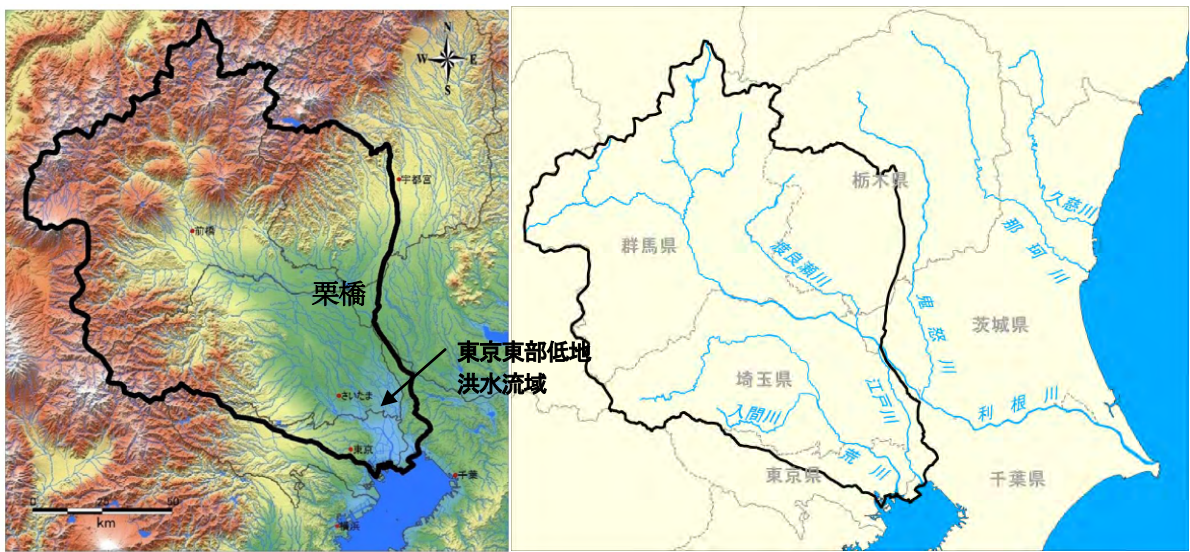 N
W E
S
宇都宮
前橋
栗橋
東京東部低地
洪水流域
さいたま
東京
千葉
横浜
0 25 50
km
栃木県
久慈川
那珂川
群馬県
渡良瀬川
鬼怒川
茨城県
埼玉県
江戸川
入間川
利根川
荒川
東京県
千葉県